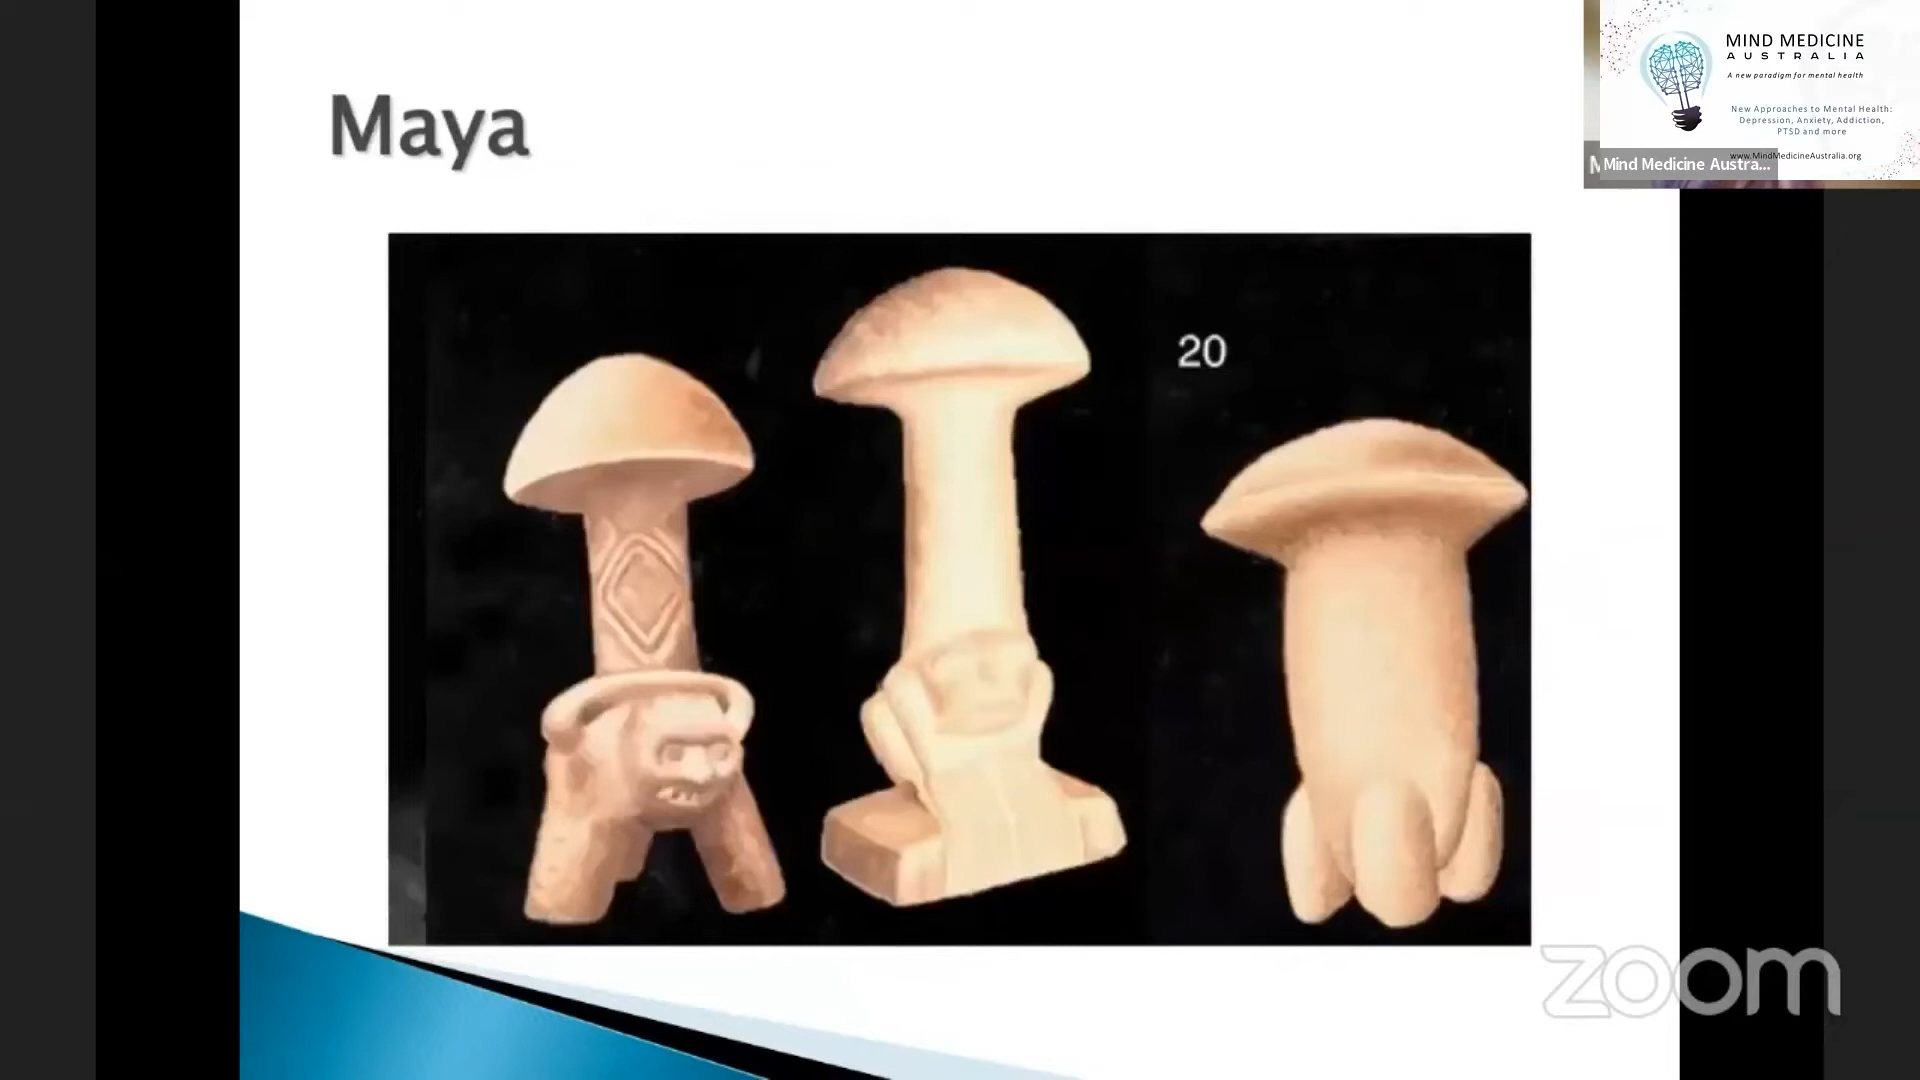 Maya
20
MIND MEDICINE
AUSTRALIA
A new paradigm for mental health
New Approaches to Mental Health:
Depression, Anxiety, Addiction,
PTSD and more
www.MindMedicineAustralia.org
M
Mind Medicine Austra...
zoom